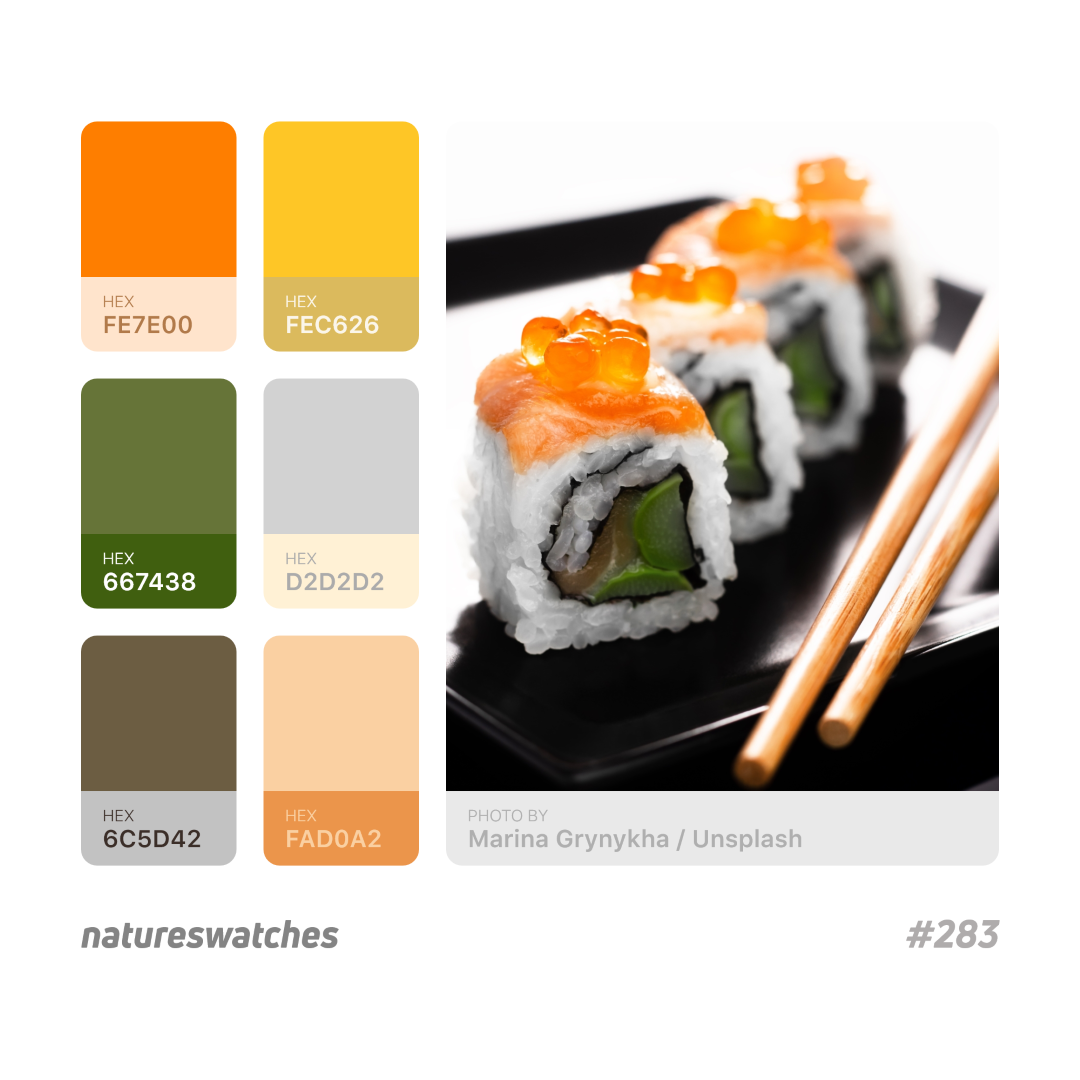 HEX
FE7E00
HEX
FEC626
HEX
667438
HEX
D2D2D2
HEX
6C5D42
HEX
FAD0A2
PHOTO BY
Marina Grynykha / Unsplash
natureswatches
#283